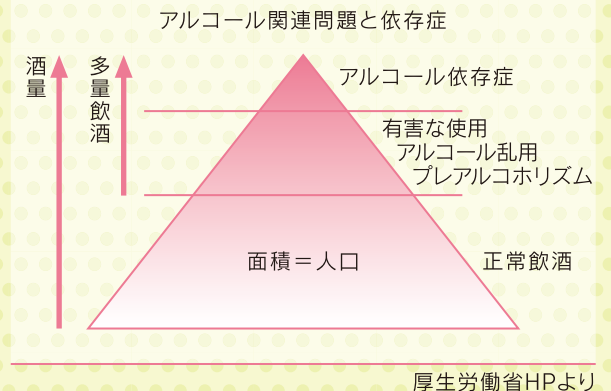 アルコール関連問題と依存症
酒量
多量飲酒
アルコール依存症
有害な使用
アルコール乱用
プレアルコホリズム
面積＝人口
正常飲酒
厚生労働省HPより